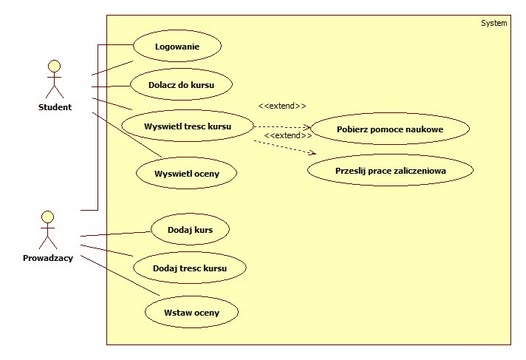 System
Logowanie
Student
Dolacz do kursu
Wyswietl tresc kursu
<<extend>>
<<extend>>
Pobierz pomoce naukowe
Przeslij prace zaliczeniowa
Wyswietl oceny
Prowadzacy
Dodaj kurs
Dodaj tresc kursu
Wstaw oceny